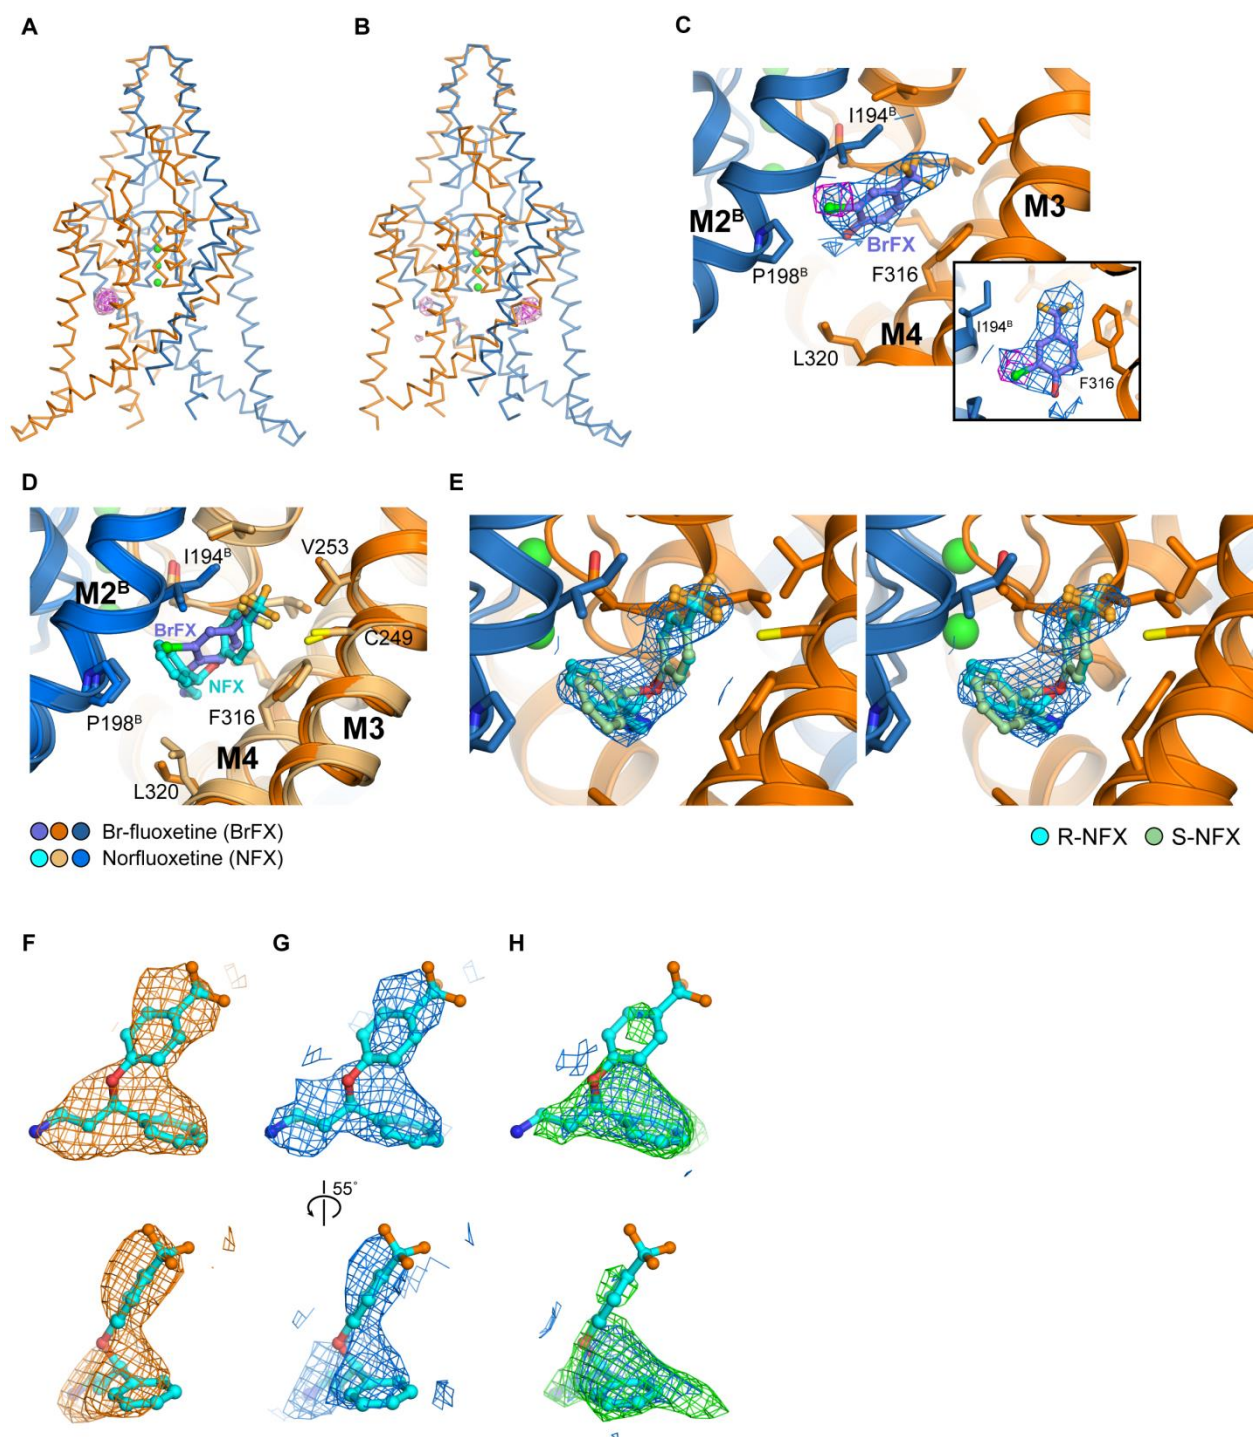 A
B
C
I194B
M2B
M3
BrFX
P198B
F316
M4
L320
I194B
F316
D
E
I194B
V253
M2B
BrFX
C249
NFX
P198B
F316
M3
M4
L320
Br-fluoxetine (BrFX)
Norfluoxetine (NFX)
R-NFX
S-NFX
F
G
H
55°